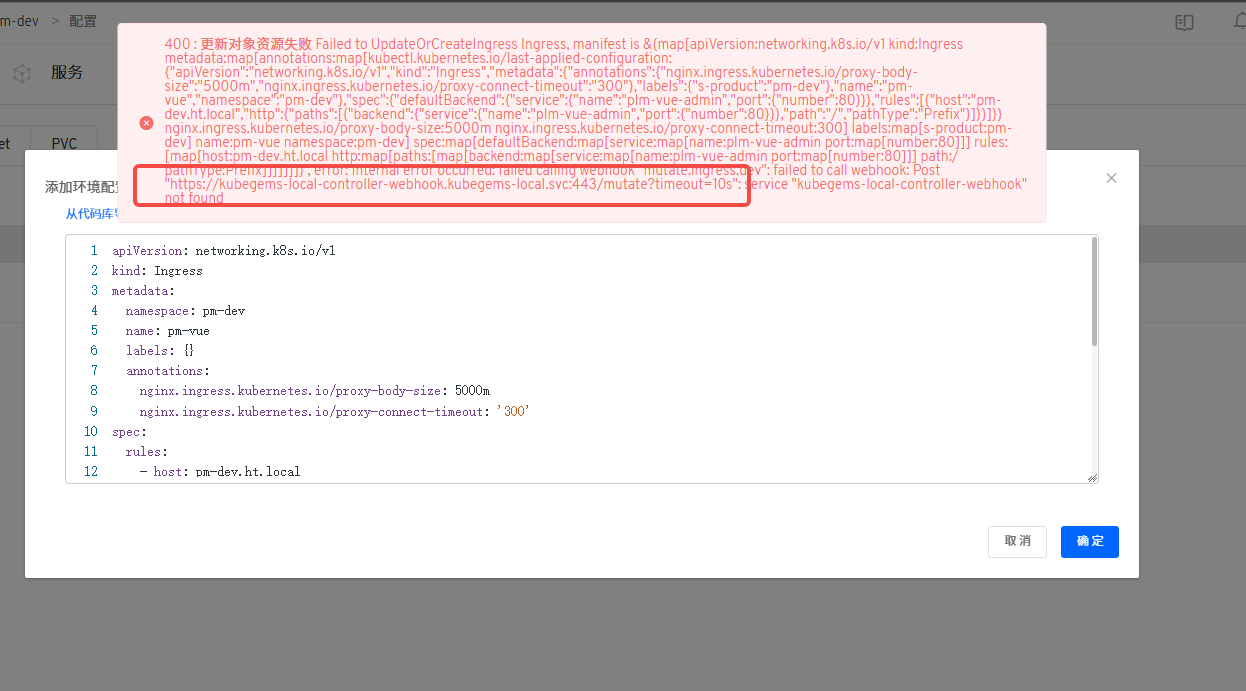 m-dev > 配置
服务
et PVC
400 : 更新对象资源失败 Failed to UpdateOrCreateIngress Ingress, manifest is &{map[apiVersion:networking.k8s.io/v1 kind:Ingress
metadata:map[annotations:map[kubectl.kubernetes.io/last-applied-configuration:
{"apiVersion":"networking.k8s.io/v1","kind":"Ingress","metadata":{"annotations":{"nginx.ingress.kubernetes.io/proxy-body-
size":"5000m","nginx.ingress.kubernetes.io/proxy-connect-timeout":"300"},"labels":{"s-product":"pm-dev"},"name":"pm-
vue","namespace":"pm-dev"},"spec":{"defaultBackend":{"service":{"name":"plm-vue-admin","port":{"number":80}}},"rules":[{"host":"pm-
dev.ht.local","http":{"paths":[{"backend":{"service":{"name":"plm-vue-admin","port":{"number":80}}},"path":"/","pathType":"Prefix"}]}}]}}
nginx.ingress.kubernetes.io/proxy-body-size:5000m nginx.ingress.kubernetes.io/proxy-connect-timeout:300] labels:map[s-product:pm-
dev] name:pm-vue namespace:pm-dev] spec:map[defaultBackend:map[service:map[name:plm-vue-admin port:map[number:80]]] rules:
[map[host:pm-dev.ht.local http:map[paths:[map[backend:map[service:map[name:plm-vue-admin port:map[number:80]]] path:/
pathType:Prefix]]]]]]]} , error: Internal error occurred: failed calling webhook "mutate.ingress.dev": failed to call webhook: Post
"https://kubegems-local-controller-webhook.kubegems-local.svc:443/mutate?timeout=10s": service "kubegems-local-controller-webhook"
not found
添加环境配
从代码库
1 apiVersion: networking.k8s.io/v1
2 kind: Ingress
3 metadata:
4 namespace: pm-dev
5 name: pm-vue
6 labels: {}
7 annotations:
8 nginx.ingress.kubernetes.io/proxy-body-size: 5000m
9 nginx.ingress.kubernetes.io/proxy-connect-timeout: '300'
10 spec:
11 rules:
12 - host: pm-dev.ht.local
取消 确定